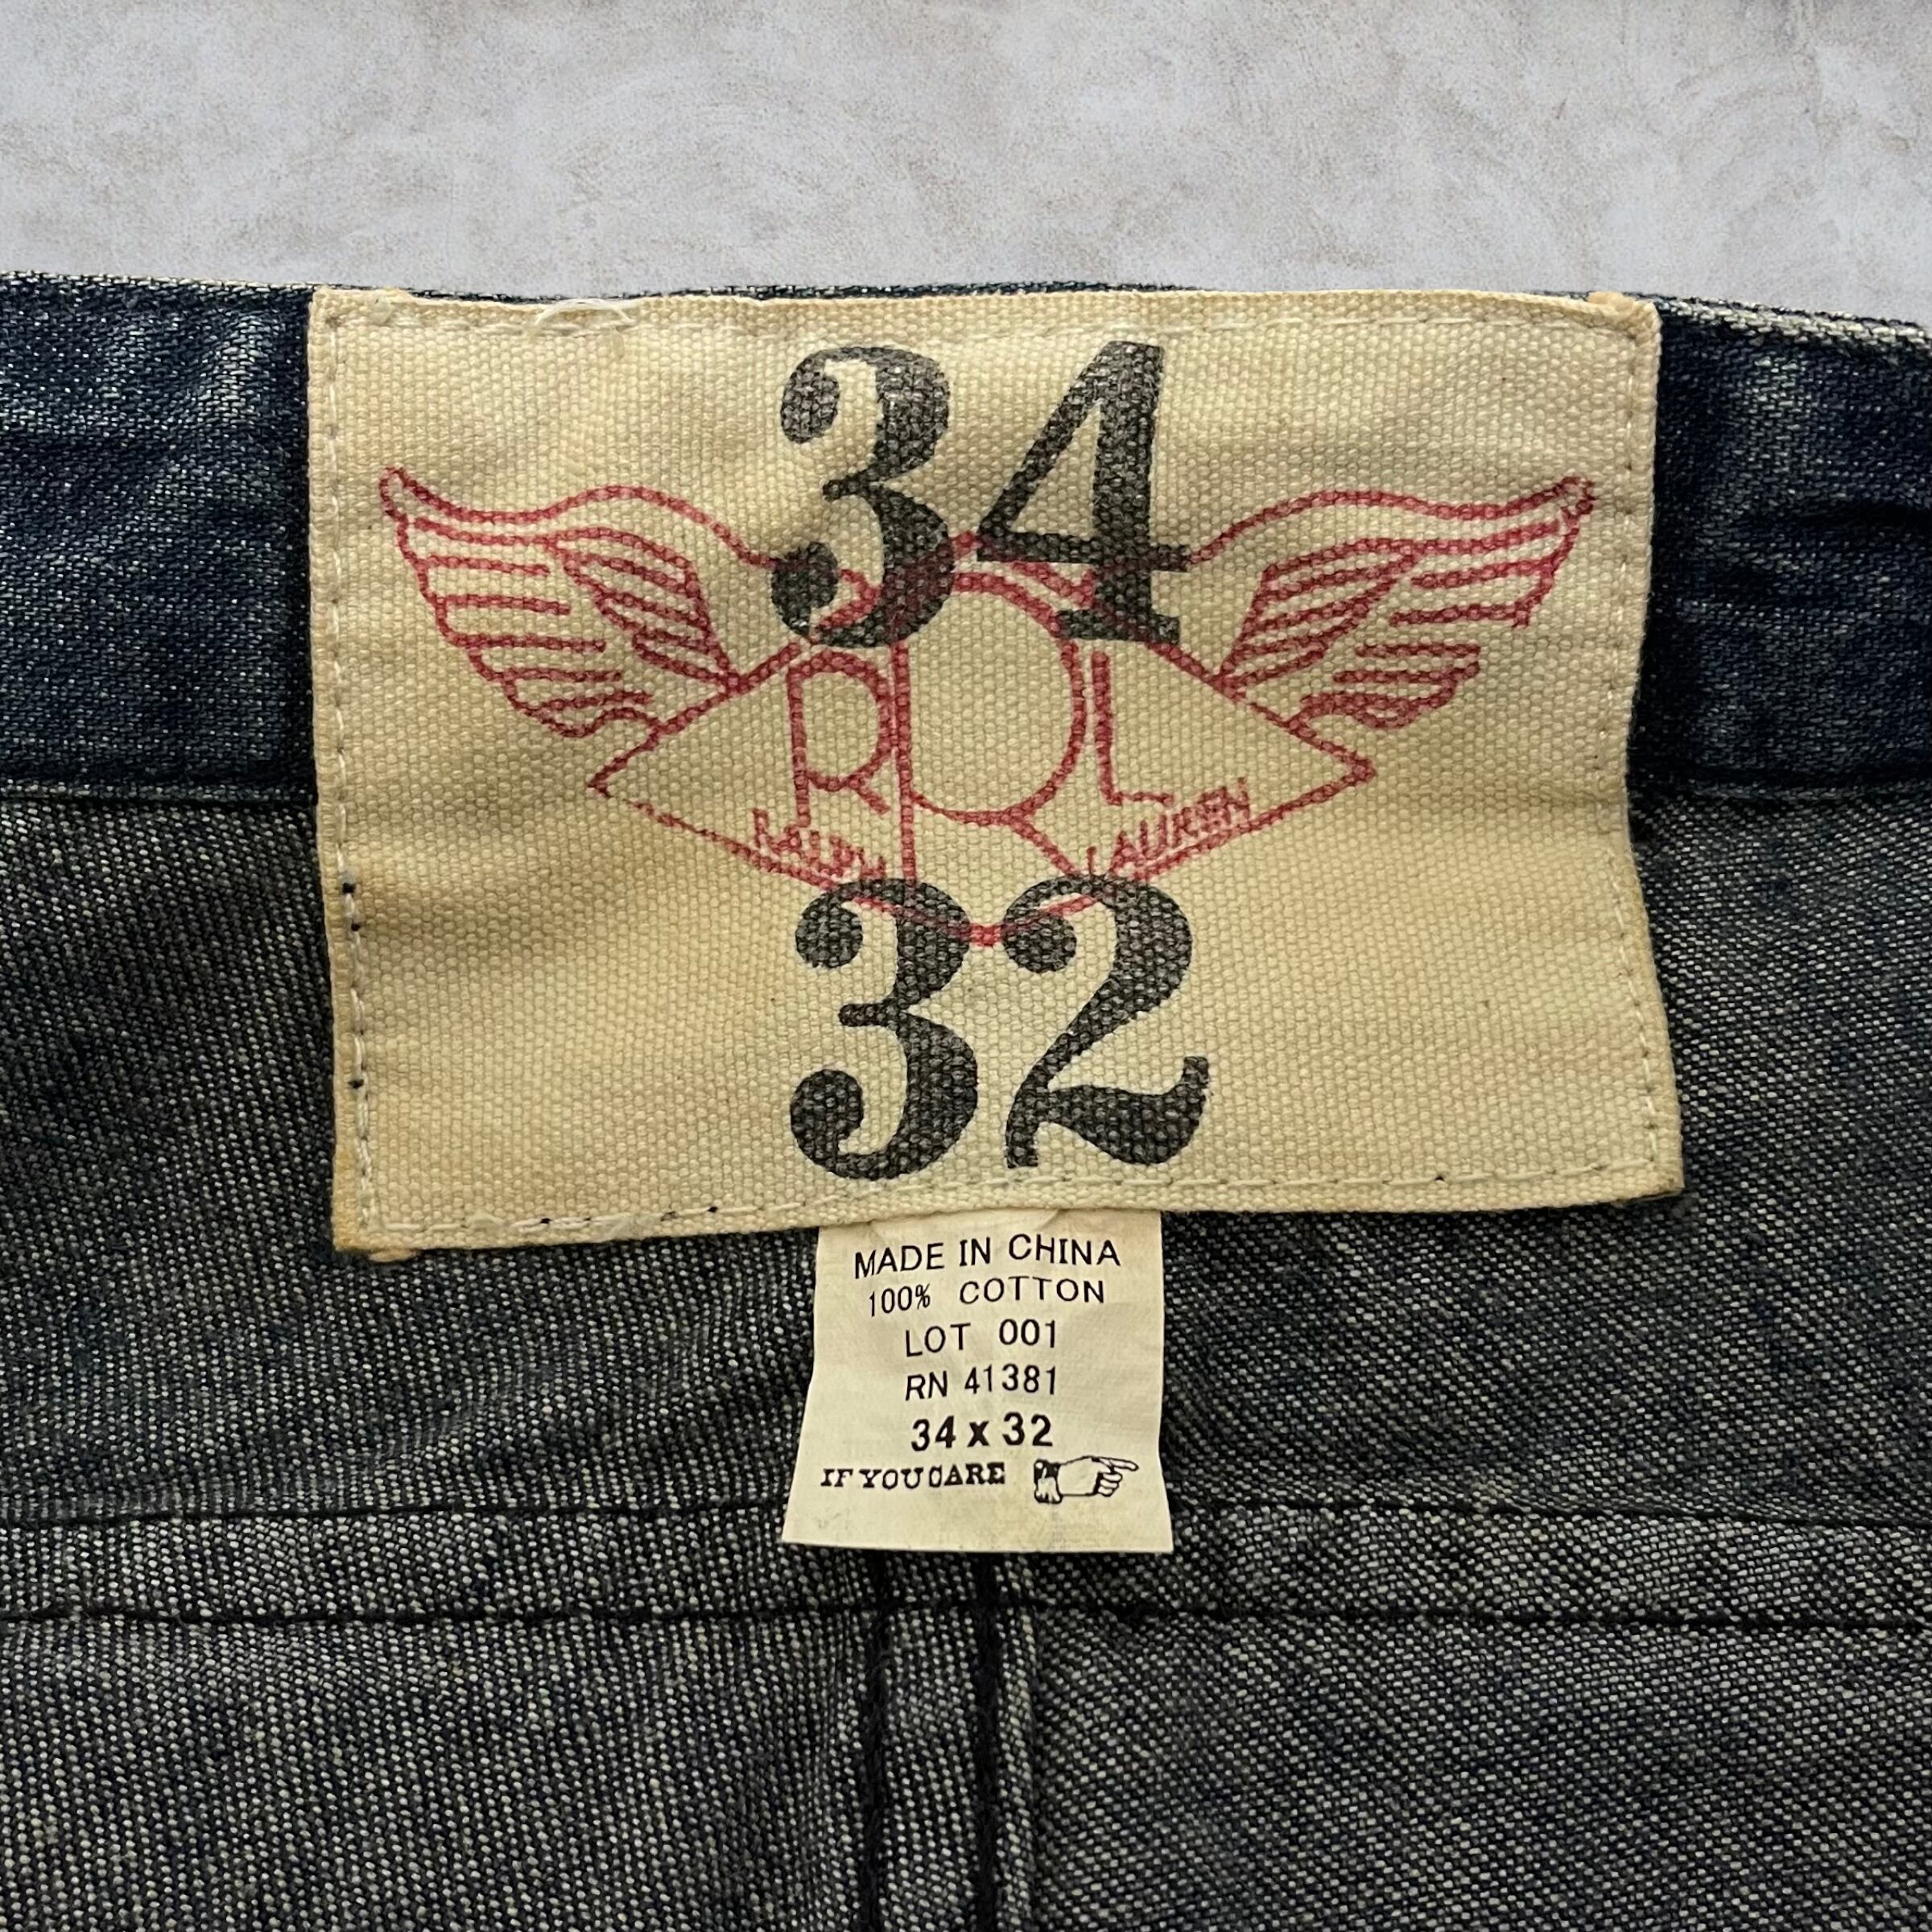 34
RRL
RALPH LAUREN
32
MADE IN CHINA
100% COTTON
LOT 001
RN 41381
34 x 32
IF YOU CARE